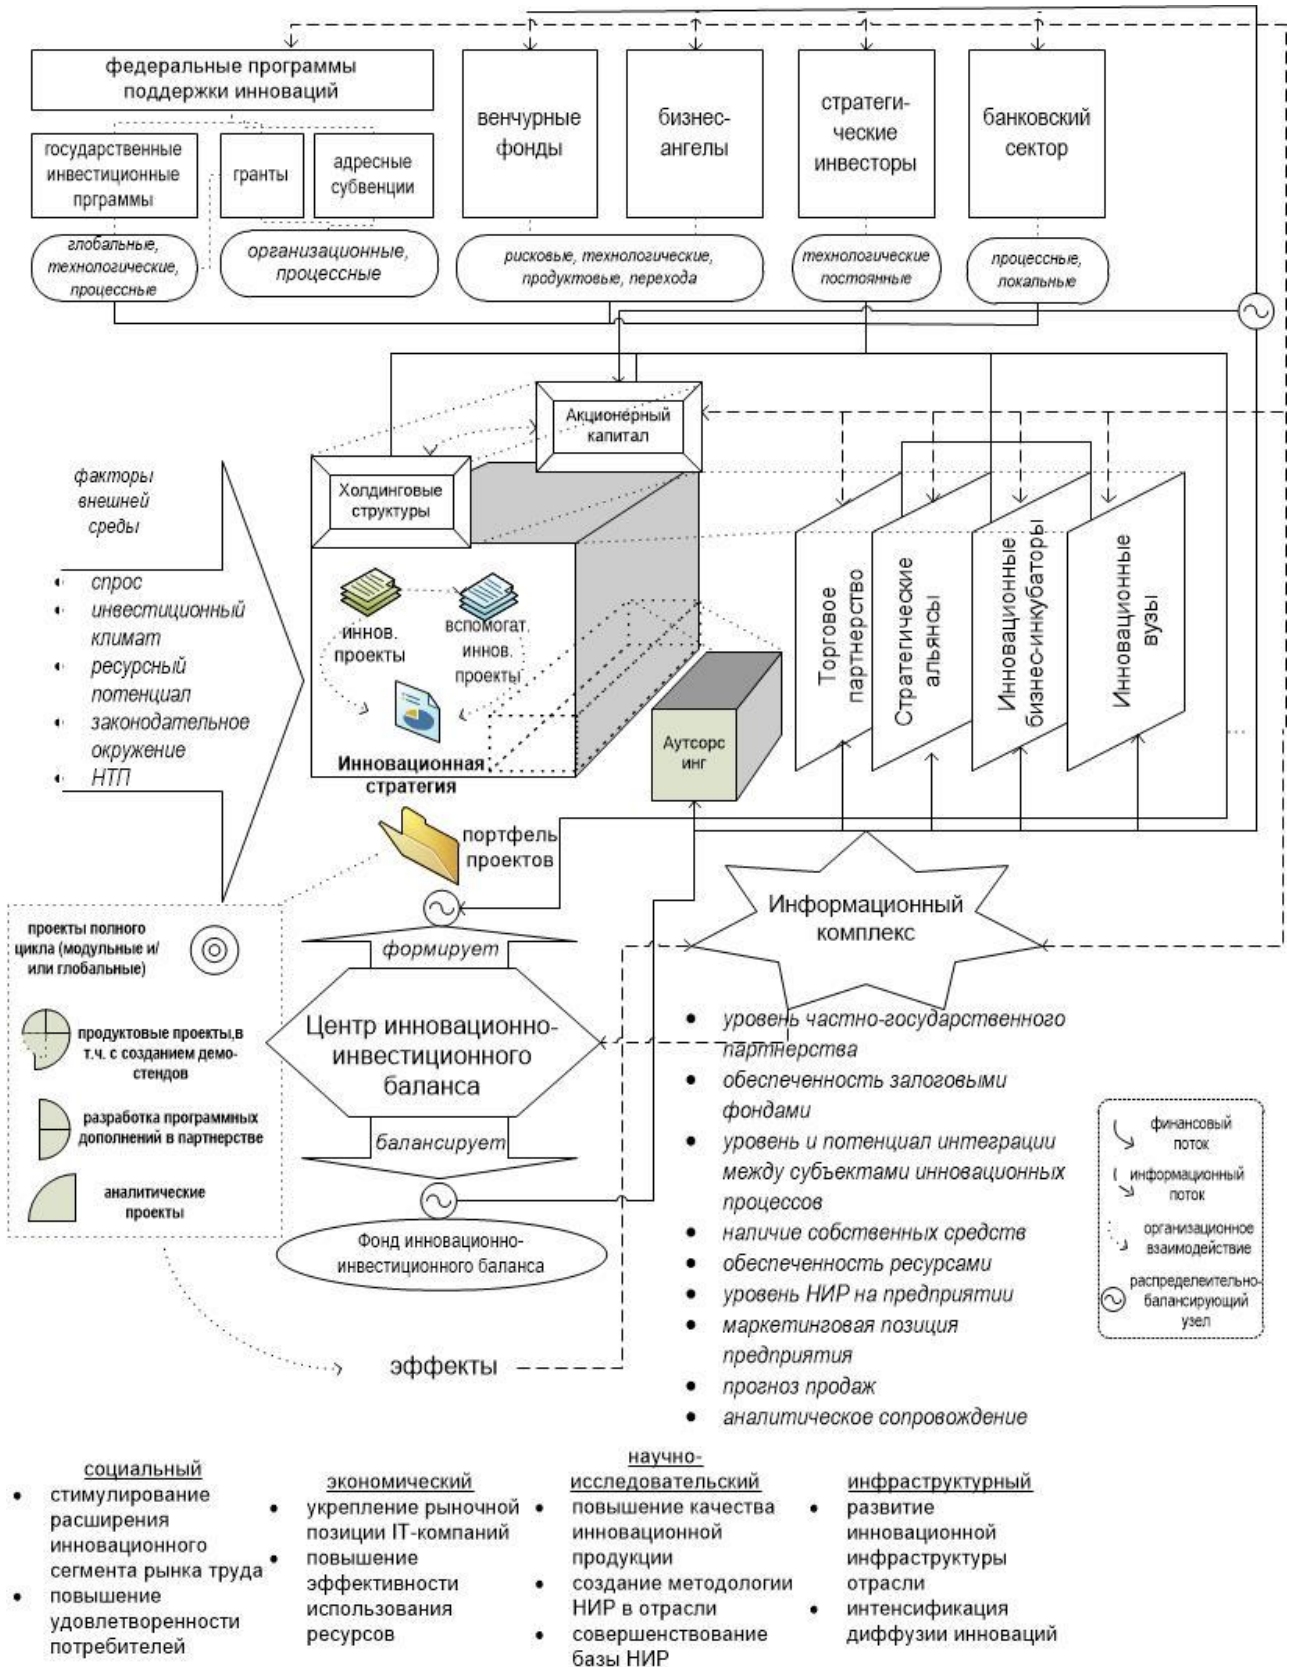 федеральные программы
поддержки инноваций
венчурные
фонды
бизнес-
ангелы
стратеги-
ческие
инвесторы
банковский
сектор
государственные
инвестиционные
прграммы
гранты
адресные
субвенции
глобальные,
технологические,
процессные
организационные,
процессные
рисковые, технологические,
продуктовые, перехода
технологические
постоянные
процессные,
локальные
Акционерный
капитал
Холдинговые
структуры
факторы
внешней
среды
спрос
инвестиционный
климат
ресурсный
потенциал
законодательное
окружение
НТП
иннов.
проекты
вспомогат.
иннов.
проекты
Инновационная
стратегия
Аутсорс
инг
Торговое
партнерство
Стратегические
альянсы
Инновационные
бизнес-инкубаторы
Инновационные
вузы
портфель
проектов
формирует
Информационный
комплекс
проекты полного
цикла (модульные и/
или глобальные)
продуктовые проекты,в
т.ч. с созданием демо-
стендов
разработка программных
дополнений в партнерстве
аналитические
проекты
Центр инновационно-
инвестиционного
баланса
балансирует
Фонд инновационно-
инвестиционного баланса
эффекты
• уровень частно-государственного
партнерства
• обеспеченность залоговыми
фондами
• уровень и потенциал интеграции
между субъектами инновационных
процессов
• наличие собственных средств
• обеспеченность ресурсами
• уровень НИР на предприятии
• маркетинговая позиция
предприятия
• прогноз продаж
• аналитическое сопровождение
финансовый
поток
информационный
поток
организационное
взаимодействие
распределеительно-
балансирующий
узел
социальный
• стимулирование
расширения
инновационного
сегмента рынка труда
• повышение
удовлетворенности
потребителей
экономический
• укрепление рыночной
позиции IT-компаний
• повышение
эффективности
использования
ресурсов
научно-
исследовательский
• повышение качества
инновационной
продукции
• создание методологии
НИР в отрасли
• совершенствование
базы НИР
инфраструктурный
• развитие
инновационной
инфраструктуры
отрасли
• интенсификация
диффузии инноваций